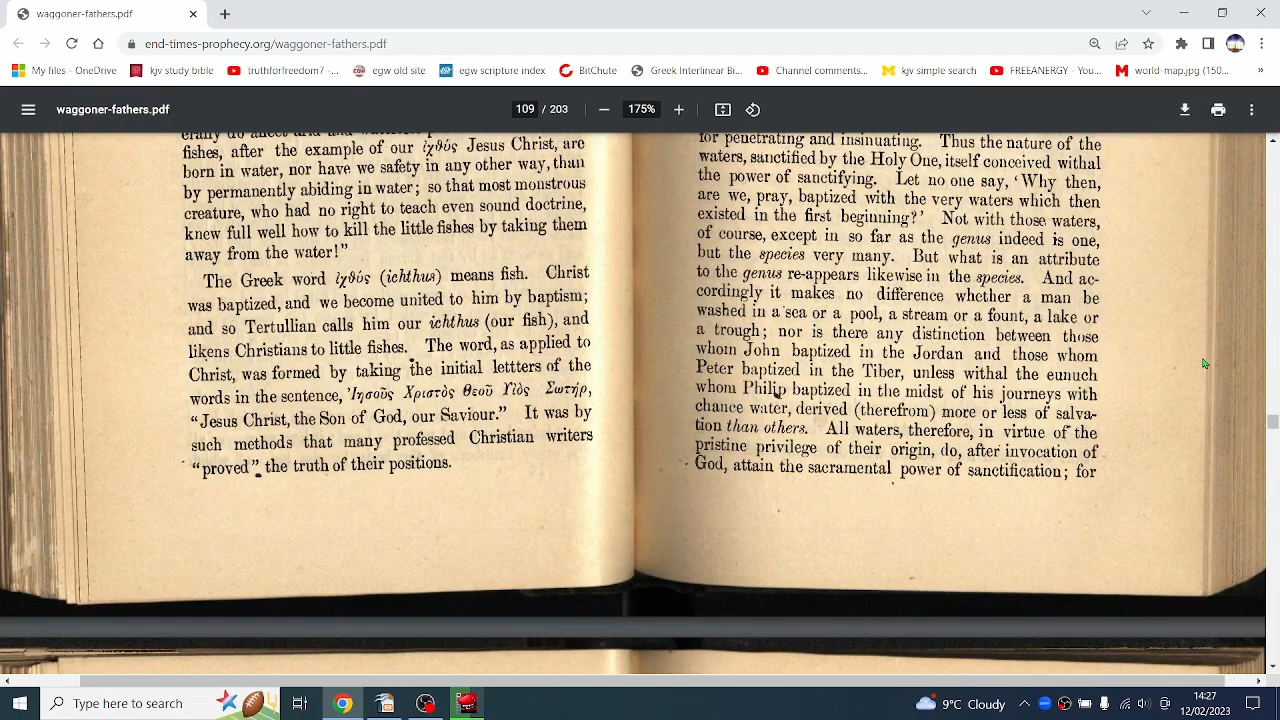 waggoner-fathers.pdf
end-times-prophecy.org/waggoner-fathers.pdf
My files - OneDrive
kjv study bible
truthforfreedom7 -...
egw old site
egw scripture index
BitChute
Greek Interlinin Bi...
Channel comments...
kjv simple search
FREEANERGY - You...
world-map.jpg (150...
»
waggoner-fathers.pdf
109 / 203
175%
fishes, after the example of our ἰχθύς Jesus Christ, are
born in water, nor have we safety in any other way, than
by permanently abiding in water; so that most monstrous
creature, who had no right to teach even sound doctrine,
knew full well how to kill the little fishes by taking them
away from the water!”
The Greek word ἰχθύς (ichthus) means fish. Christ
was baptized, and we become united to him by baptism;
and so Tertullian calls him our ichthus (our fish), and
likens Christians to little fishes. The word, as applied to
Christ, was formed by taking the initial lettters of the
words in the sentence, Ἰησοῦς Χριστὸς θεοῦ Υἱὸς Σωτήρ,
“Jesus Christ, the Son of God, our Saviour.” It was by
such methods that many professed Christian writers
“proved” the truth of their positions.
for penetrating and insinuating. Thus the nature of the
waters, sanctified by the Holy One, itself conceived withal
the power of sanctifying. Let no one say, ‘Why then,
are we, pray, baptized with the very waters which then
existed in the first beginning?’ Not with those waters,
of course, except in so far as the genus indeed is one,
but the species very many. But what is an attribute
to the genus re-appears likewise in the species. And ac-
cordingly it makes no difference whether a man be
washed in a sea or a pool, a stream or a fount, a lake or
a trough; nor is there any distinction between those
whom John baptized in the Jordan and those whom
Peter baptized in the Tiber, unless withal the eunuch
whom Philip baptized in the midst of his journeys with
chance water, derived (therefrom) more or less of salva-
tion than others. All waters, therefore, in virtue of the
pristine privilege of their origin, do, after invocation of
God, attain the sacramental power of sanctification; for
Type here to search
9°C Cloudy
14:27
12/02/2023